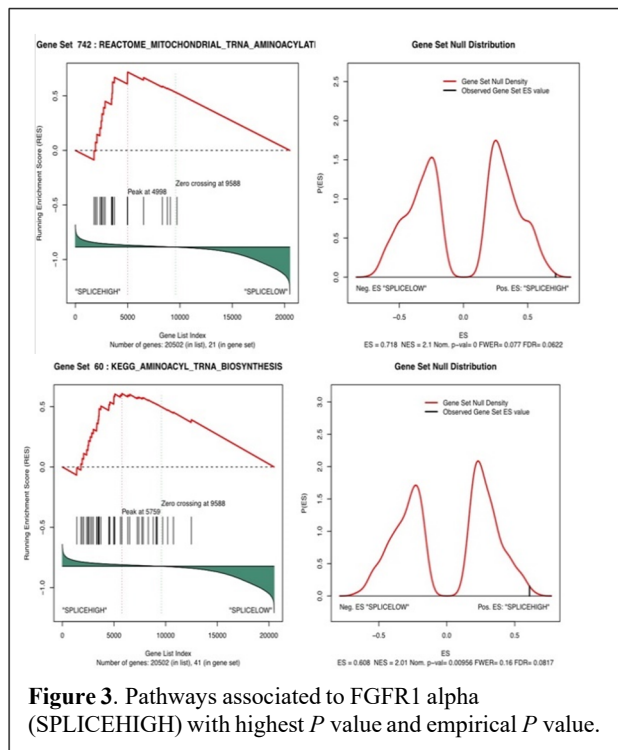 Gene Set 742 : REACTOME_MITOCHONDRIAL_TRNA_AMINOACYLATI
Gene Set Null Distribution
Running Enrichment Score (RES)
0.5
0.0
-0.5
-1.0
Peak at 4998
Zero crossing at 9588
"SPLICEHIGH"
"SPLICELOW"
0
5000
10000
15000
20000
Gene List Index
Number of genes: 20502 (in list), 21 (in gene set)
P(ES)
2.5
2.0
1.5
1.0
0.5
0.0
Gene Set Null Density
Observed Gene Set ES value
Neg. ES "SPLICELOW"
Pos. ES: "SPLICEHIGH"
-0.5
0.0
0.5
ES
ES = 0.718 NES = 2.1 Nom. p-val= 0 FWER= 0.077 FDR= 0.0622
Gene Set 60 : KEGG_AMINOACYL_TRNA_BIOSYNTHESIS
Gene Set Null Distribution
Running Enrichment Score (RES)
0.5
0.0
-0.5
-1.0
Peak at 5759
Zero crossing at 9588
"SPLICEHIGH"
"SPLICELOW"
0
5000
10000
15000
20000
Gene List Index
Number of genes: 20502 (in list), 41 (in gene set)
P(ES)
3.0
2.5
2.0
1.5
1.0
0.5
0.0
Gene Set Null Density
Observed Gene Set ES value
Neg. ES "SPLICELOW"
Pos. ES: "SPLICEHIGH"
-0.5
0.0
0.5
ES
ES = 0.608 NES = 2.01 Nom. p-val= 0.00956 FWER= 0.16 FDR= 0.0817
Figure 3. Pathways associated to FGFR1 alpha
(SPLICEHIGH) with highest P value and empirical P value.